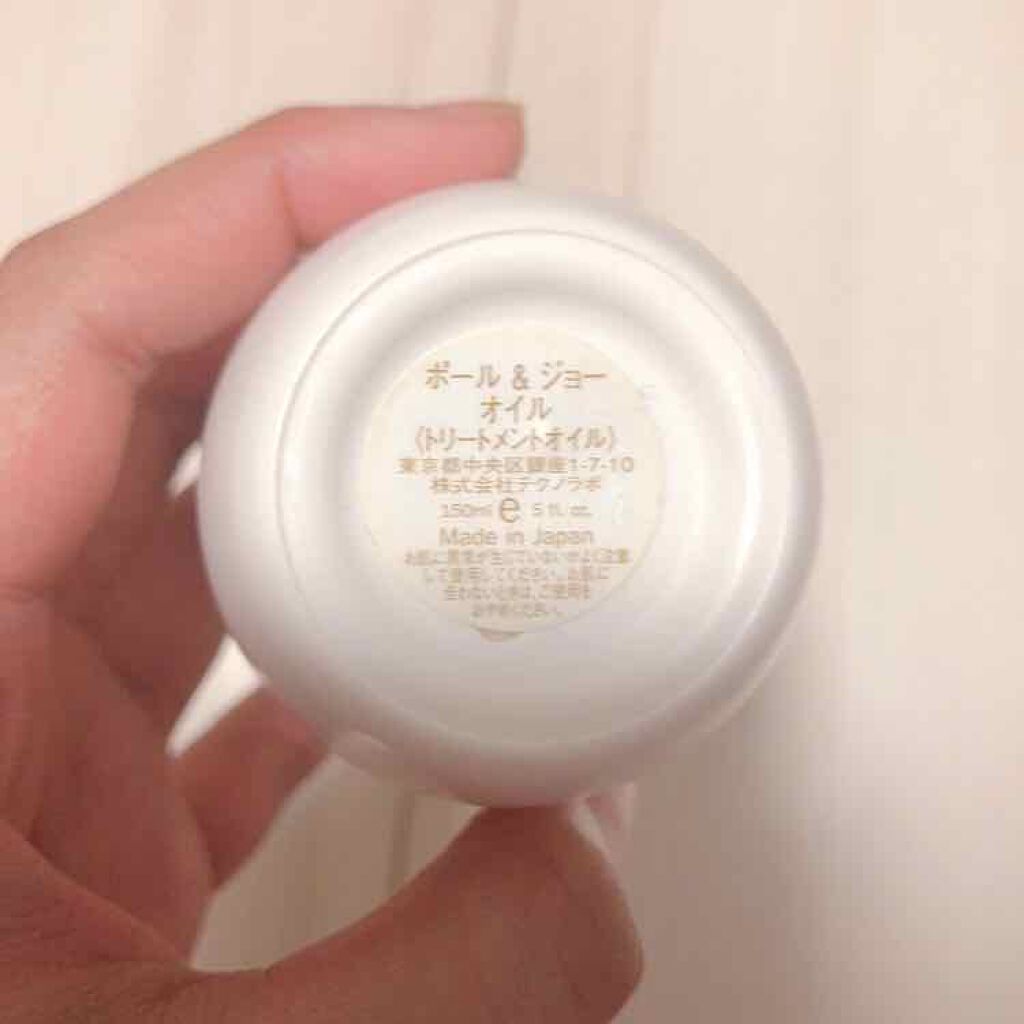 ポール & ジョー
オイル
〈トリートメントオイル〉
東京都中央区銀座1-7-10
株式会社テクノラボ
150ml e 5 fl. oz.
Made in Japan
お肌に異常が生じていないかよく注意
して使用してください。お肌に
合わないときは、ご使用を
おやめください。